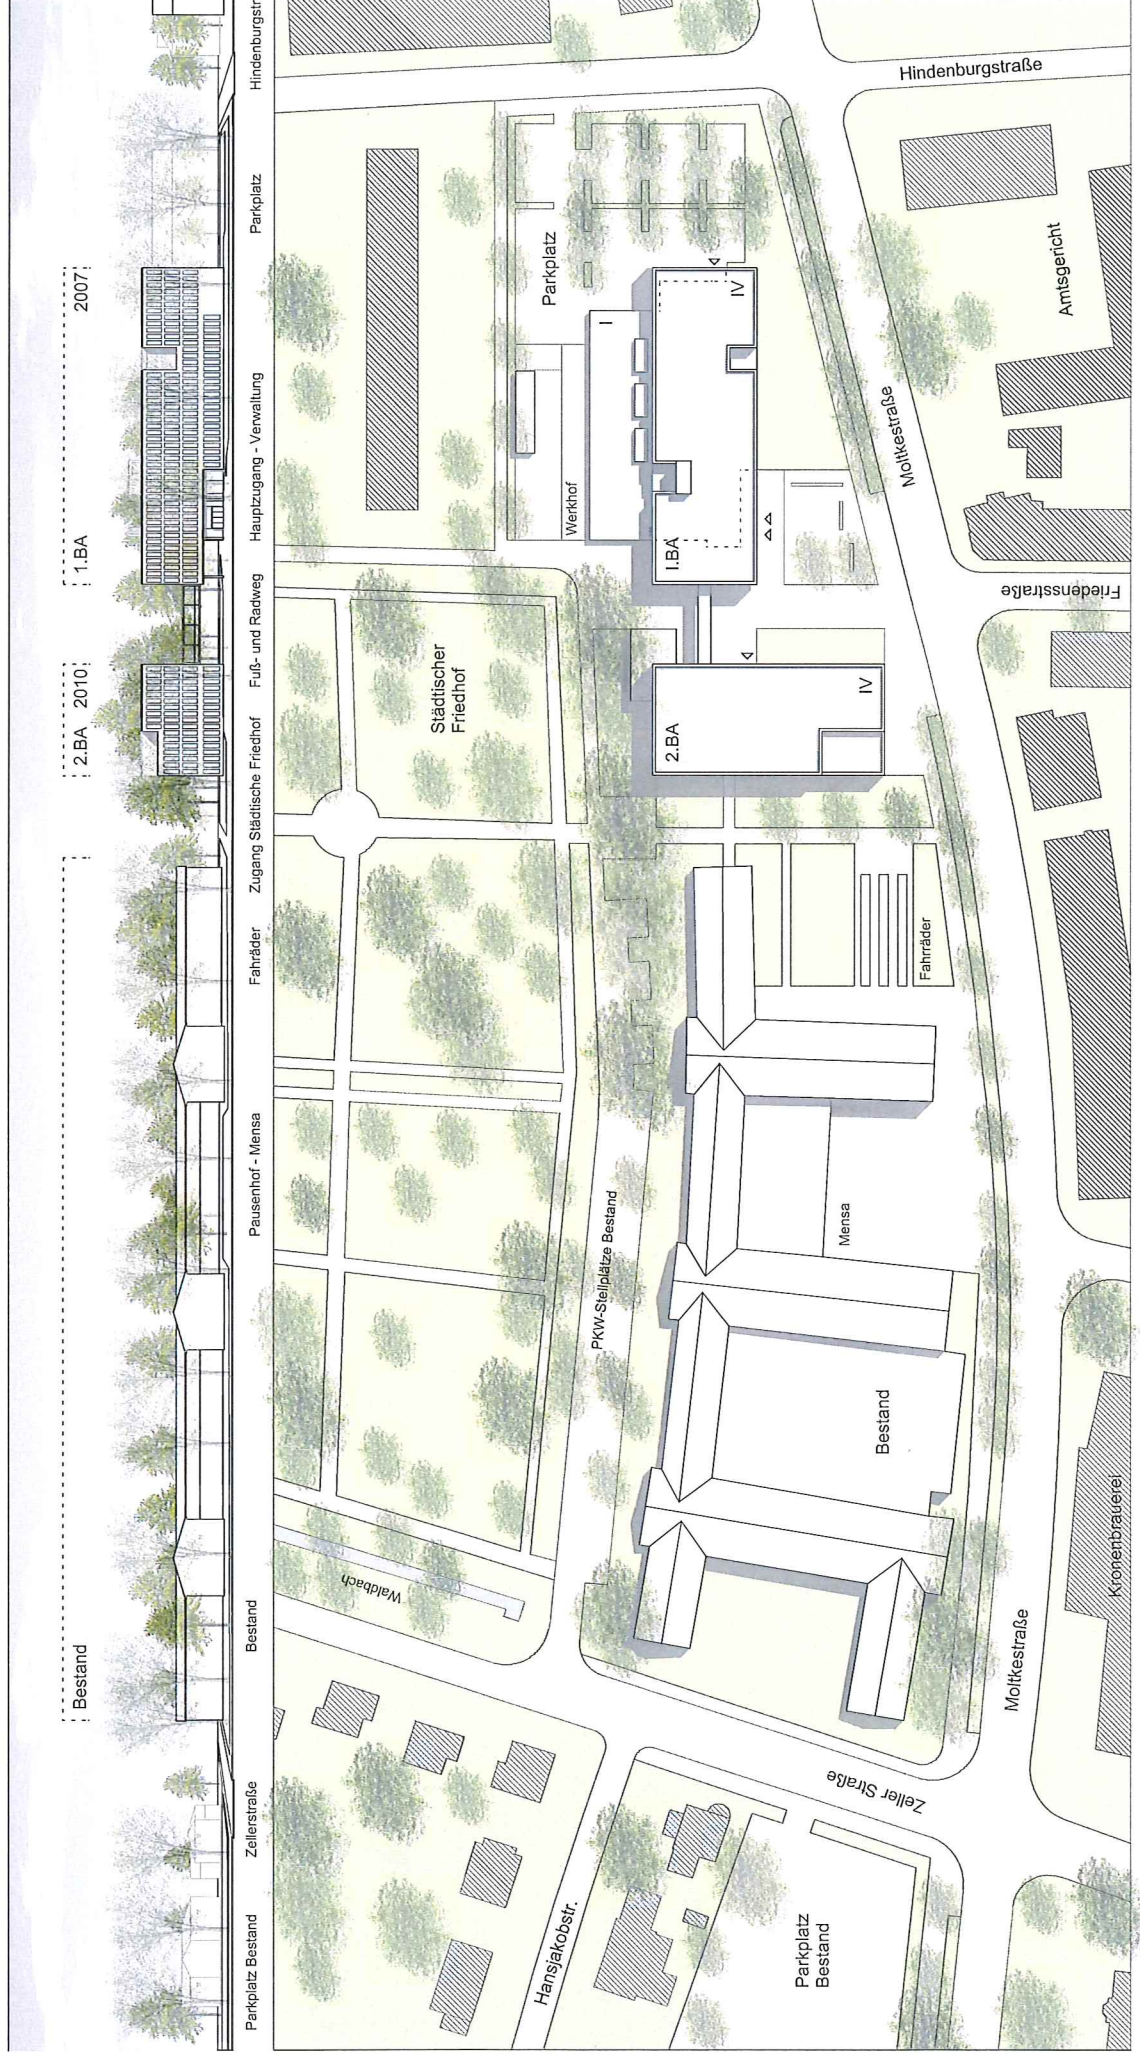 Bestand
2.BA 2010
1.BA 2007
Parkplatz Bestand
Zellerstraße
Bestand
Pausenhof - Mensa
Fahrräder
Zugang Städtische Friedhof
Fuß- und Radweg
Hauptzugang - Verwaltung
Parkplatz
Hindenburgstr
Waldbach
Städtischer
Friedhof
Hansjakobstr.
PKW-Stellplätze Bestand
Werkhof
Parkplatz
I
2.BA
IV
1.BA
IV
Parkplatz
Bestand
Zeller Straße
Bestand
Mensa
Fahrräder
Moltkestraße
Moltkestraße
Hindenburgstraße
Kronenbrauerei
Friedensstraße
Amtsgericht